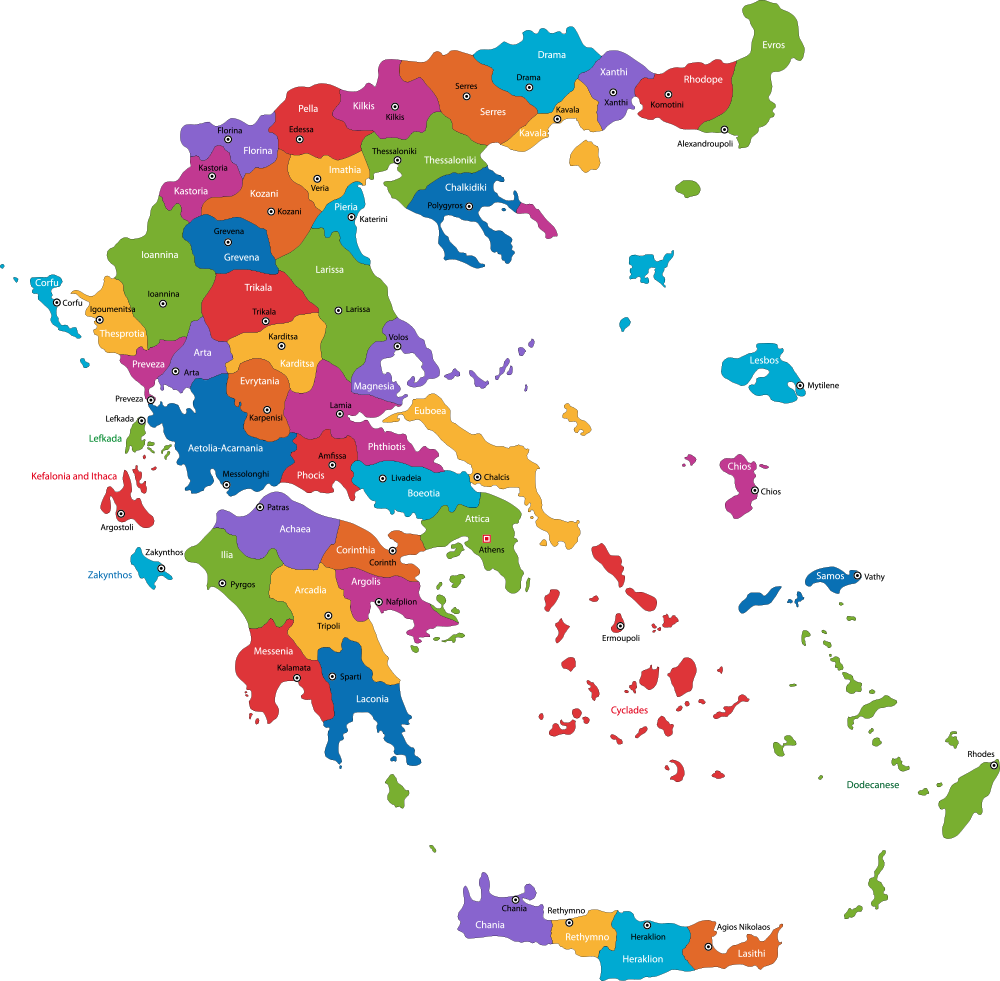 Evros
Drama
Xanthi
Rhodope
Drama
Serres
Pella
Kilkis
Kilkis
Serres
Kavala
Xanthi
Komotini
Edessa
Kavala
Alexandroupoli
Florina
Florina
Thessaloniki
Thessaloniki
Kastoria
Kastoria
Imathia
Veria
Kozani
Kozani
Chalkidiki
Polygyros
Pieria
Katerini
Grevena
Grevena
Ioannina
Ioannina
Larissa
Larissa
Corfu
Corfu
Igoumenitsa
Thesprotia
Trikala
Trikala
Karditsa
Karditsa
Volos
Magnesia
Arta
Arta
Preveza
Preveza
Evrytania
Karpenisi
Lesbos
Mytilene
Lamia
Euboea
Lefkada
Lefkada
Aetolia-Acarnania
Phthiotis
Amfissa
Phocis
Messolonghi
Livadeia
Boeotia
Chalcis
Chios
Chios
Kefalonia and Ithaca
Argostoli
Patras
Achaea
Attica
Athens
Corinthia
Corinth
Zakynthos
Zakynthos
Ilia
Pyrgos
Arcadia
Tripoli
Argolis
Nafplion
Samos
Vathy
Ermoupoli
Messenia
Kalamata
Sparti
Laconia
Cyclades
Rhodes
Dodecanese
Chania
Chania
Rethymno
Rethymno
Heraklion
Heraklion
Agios Nikolaos
Lasithi